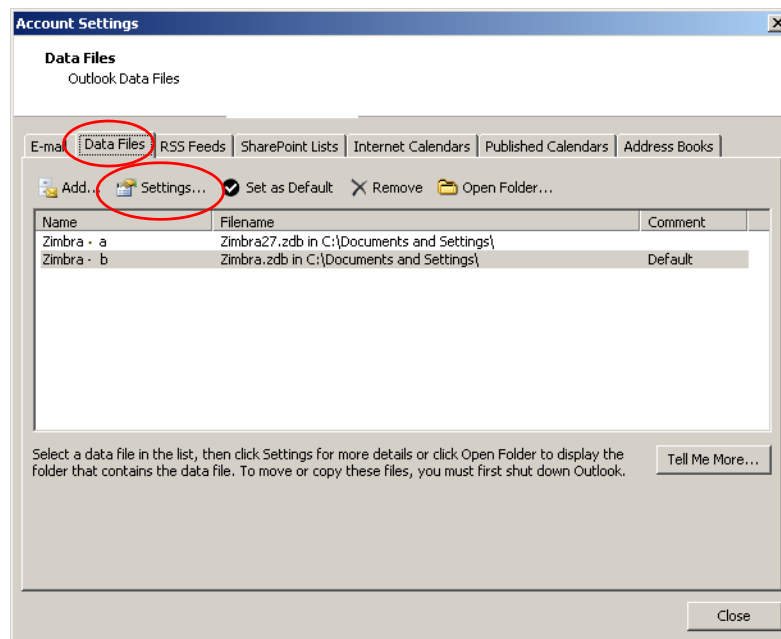 Account Settings
Data Files
Outlook Data Files
E-mail Data Files RSS Feeds SharePoint Lists Internet Calendars Published Calendars Address Books
Add... Settings... Set as Default Remove Open Folder...
Name Filename Comment
Zimbra - a Zimbra27.zdb in C:\Documents and Settings\
Zimbra - b Zimbra.zdb in C:\Documents and Settings\ Default
Select a data file in the list, then click Settings for more details or click Open Folder to display the
folder that contains the data file. To move or copy these files, you must first shut down Outlook.
Tell Me More...
Close